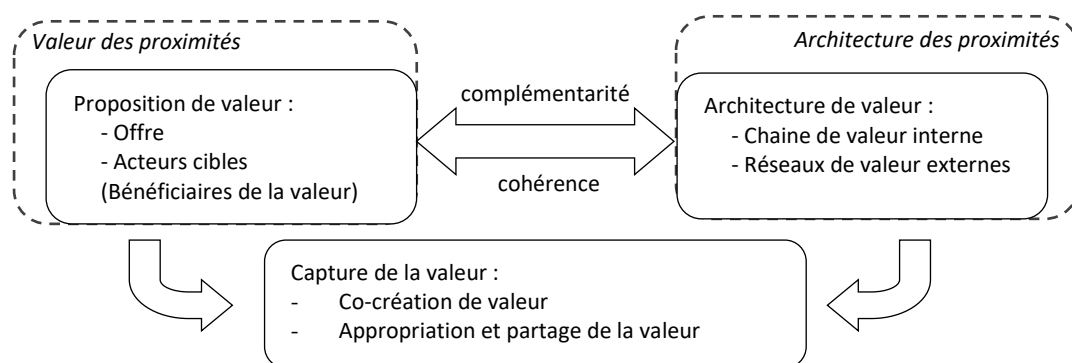 Valeur des proximités
Architecture des proximités
Proposition de valeur :
- Offre
- Acteurs cibles
(Bénéficiaires de la valeur)
complémentarité
cohérence
Architecture de valeur :
- Chaine de valeur interne
- Réseaux de valeur externes
Capture de la valeur :
- Co-création de valeur
- Appropriation et partage de la valeur